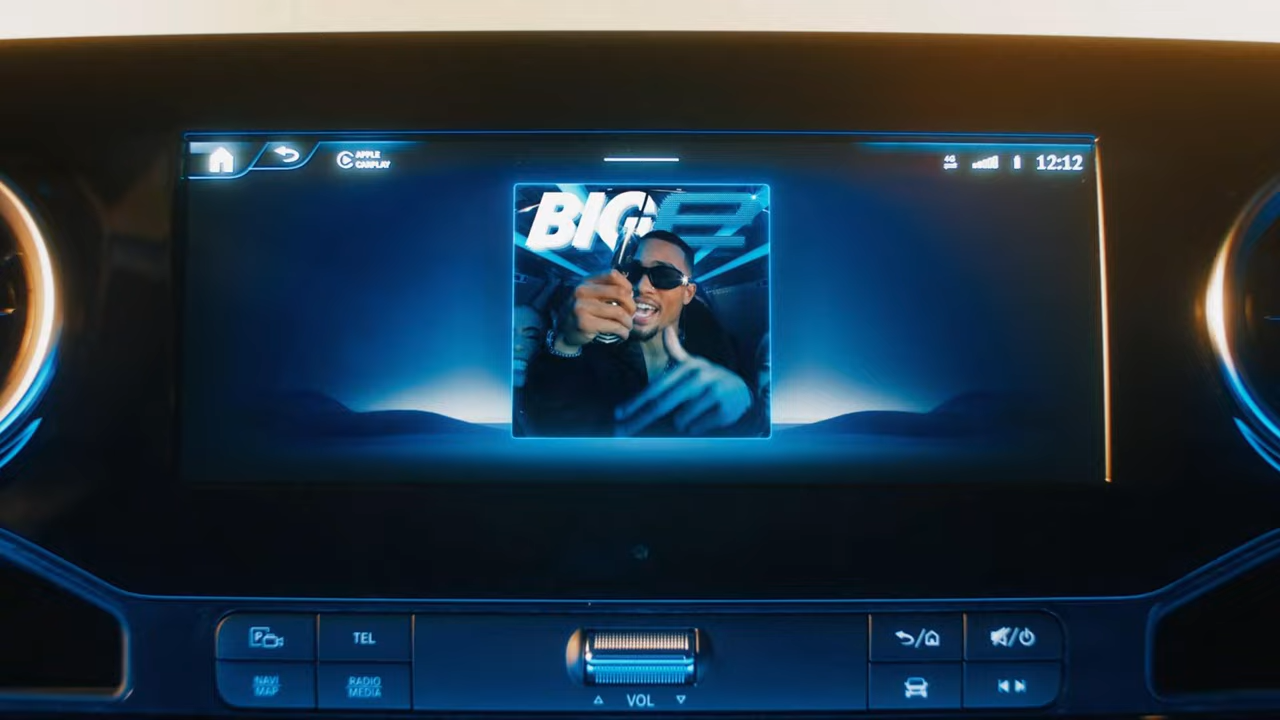 APPLE
CARPLAY
4G
12:12
BIG
TEL
NAVI
MAP
RADIO
MEDIA
VOL
P